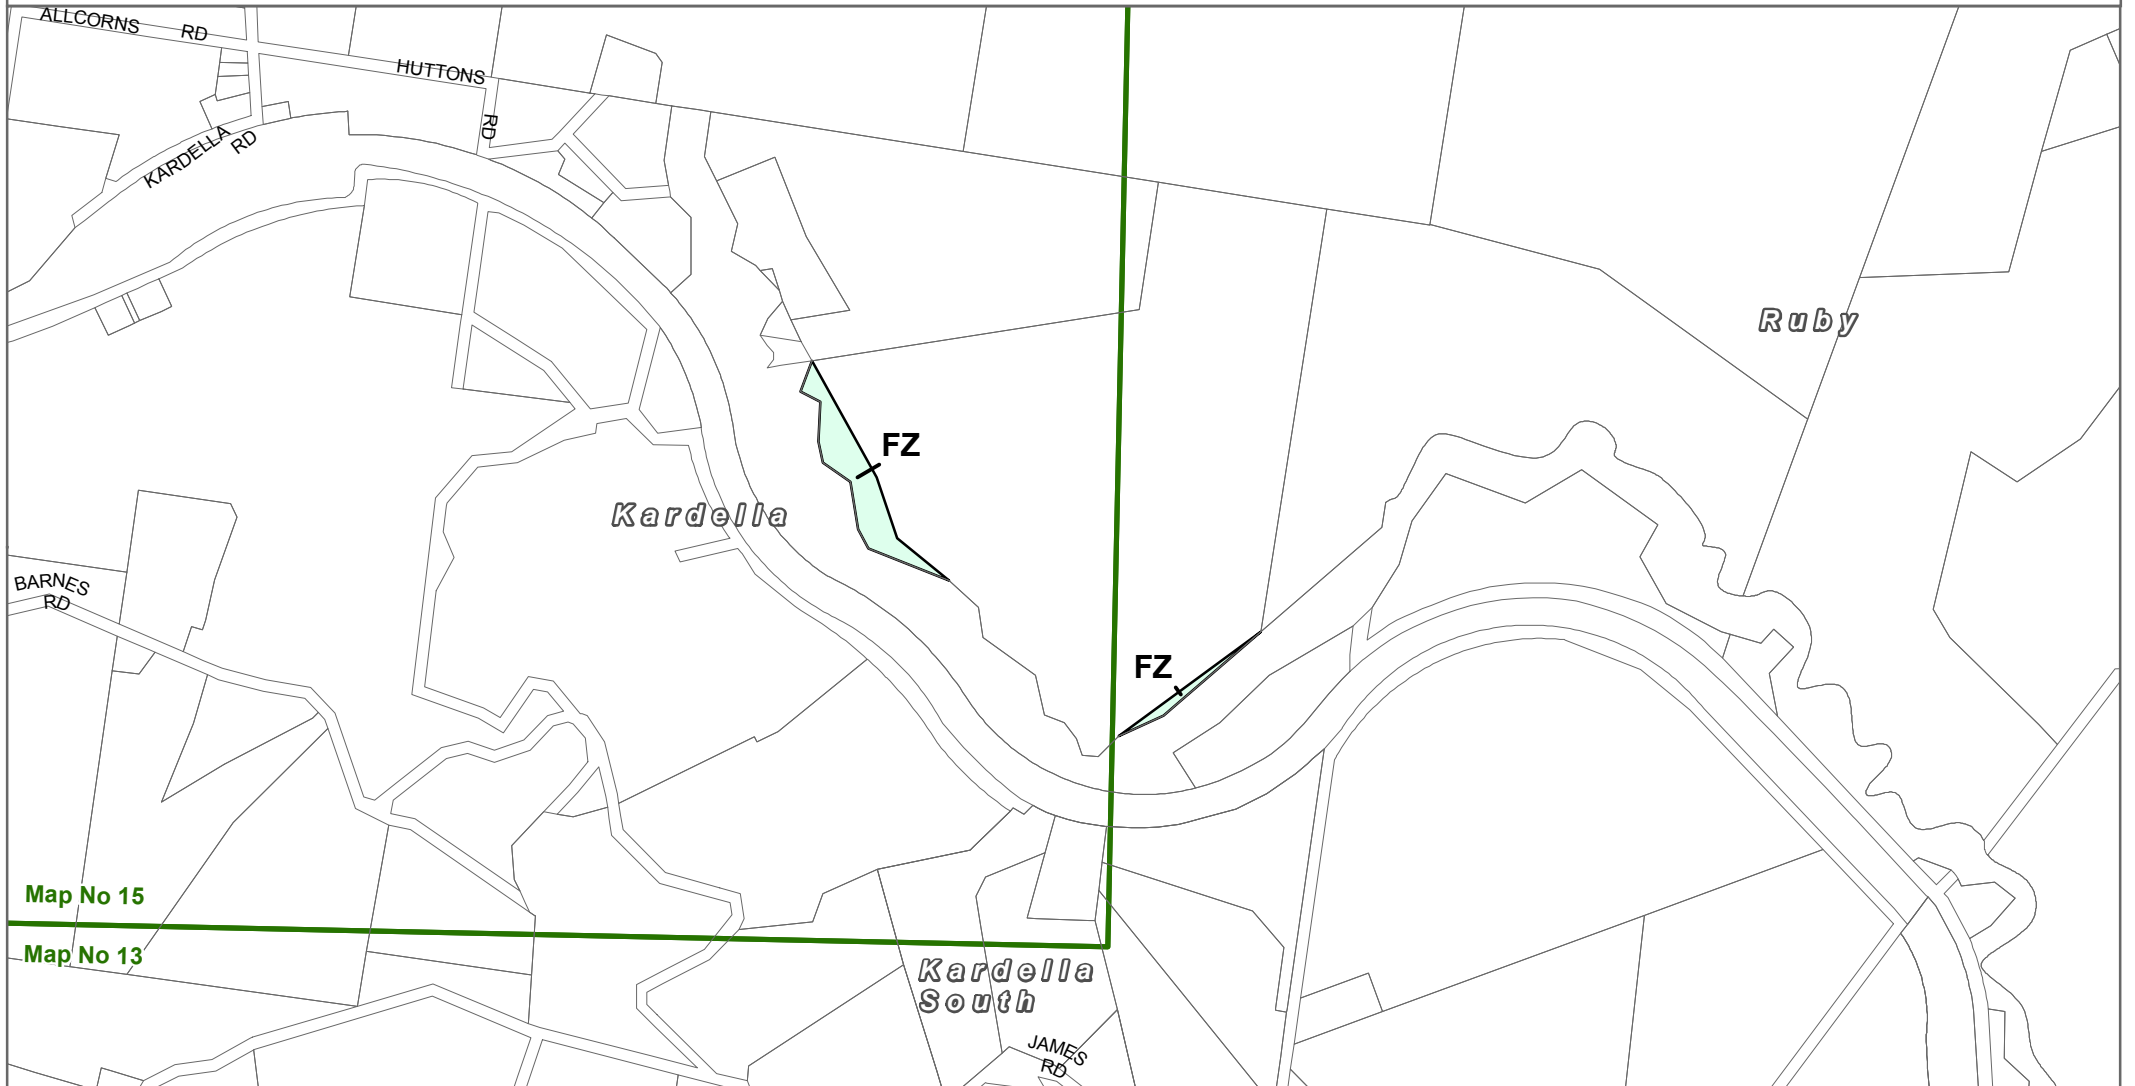 ALLCORNS RD
HUTTONS
RD
KARDELLA RD
Ruby
FZ
Kardella
BARNES
RD
FZ
Map No 15
Map No 13
Kardella
South
JAMES
RD